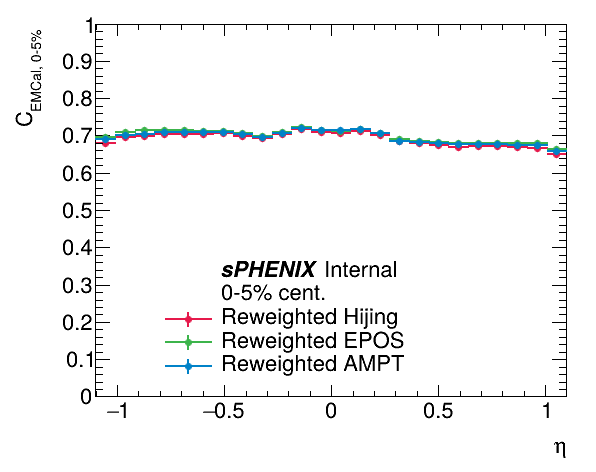 1
0.9
0.8
0.7
0.6
0.5
0.4
0.3
0.2
0.1
0
C EMCal, 0-5%
sPHENIX Internal
0-5% cent.
Reweighted Hijing
Reweighted EPOS
Reweighted AMPT
−1 −0.5 0 0.5 1
η